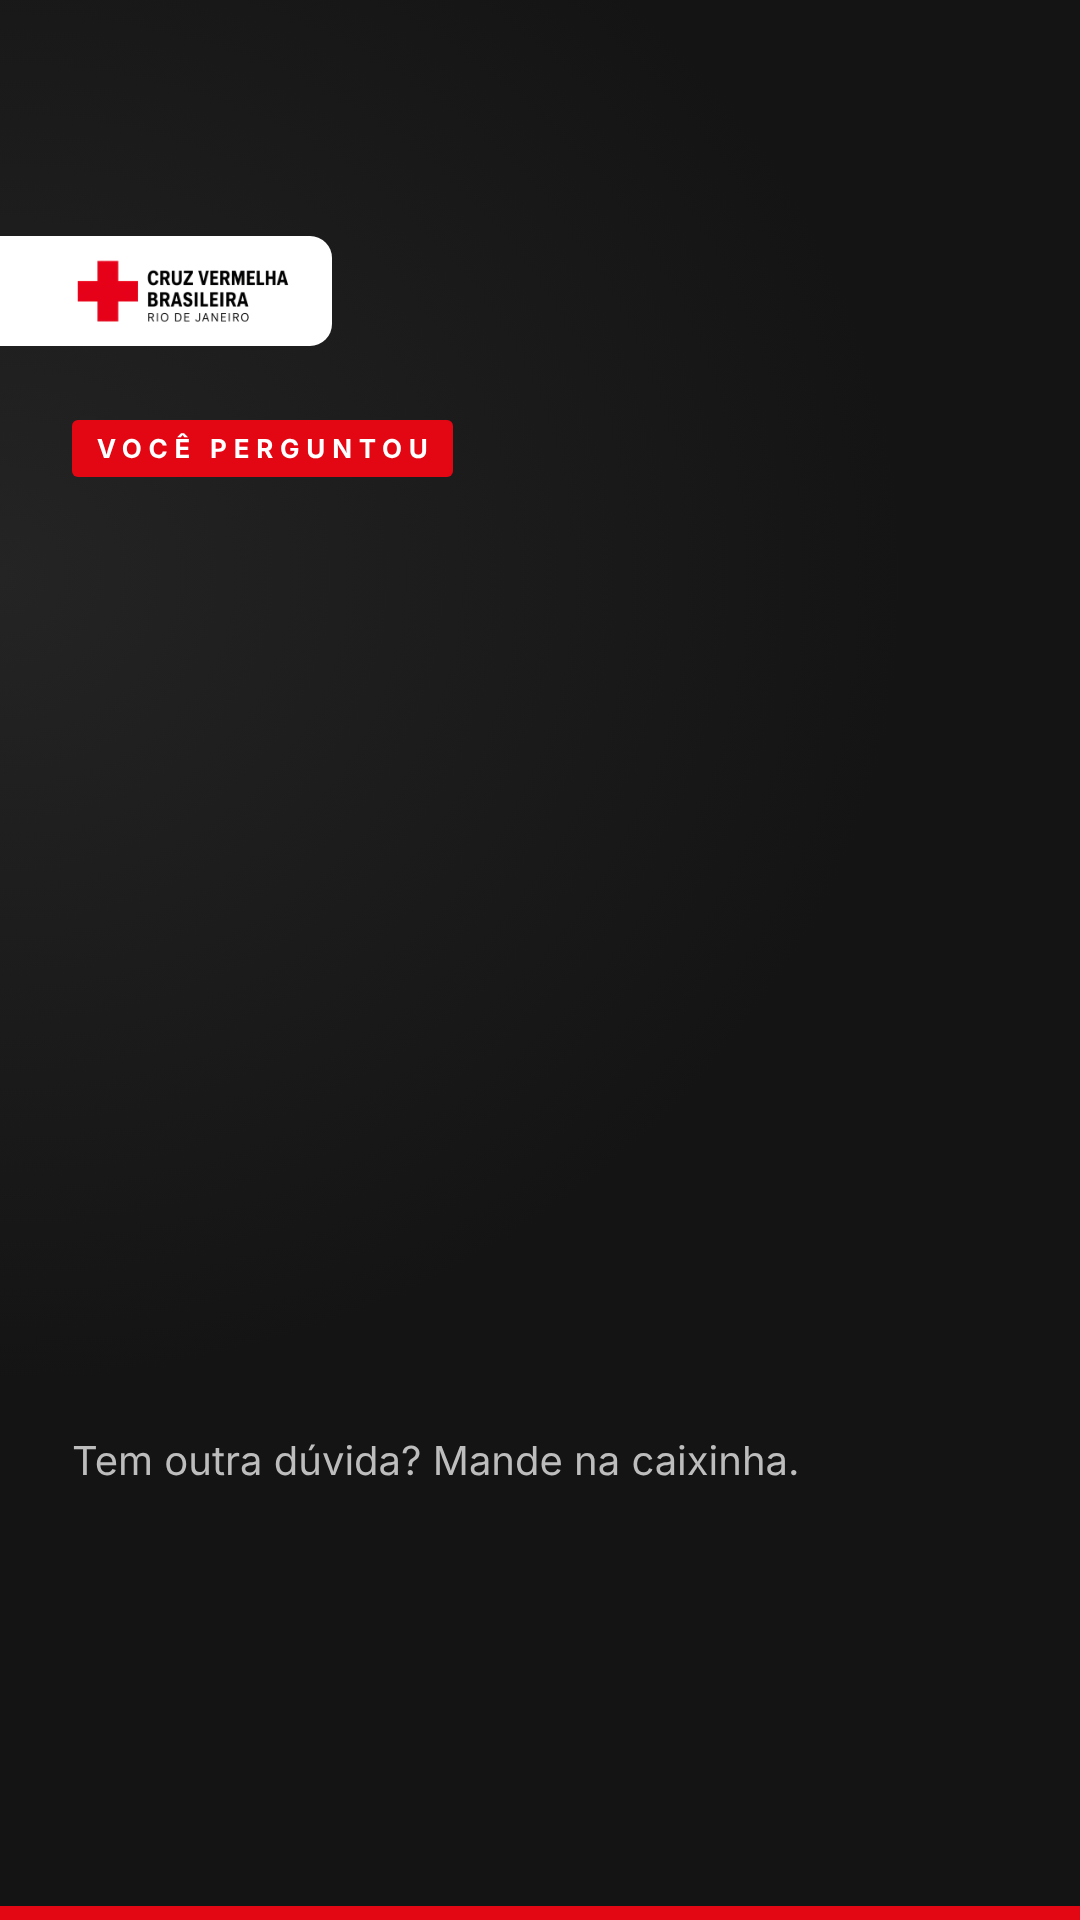 CRUZ VERMELHA
BRASILEIRA
RIO DE JANEIRO
VOCÊ PERGUNTOU
Tem outra dúvida? Mande na caixinha.